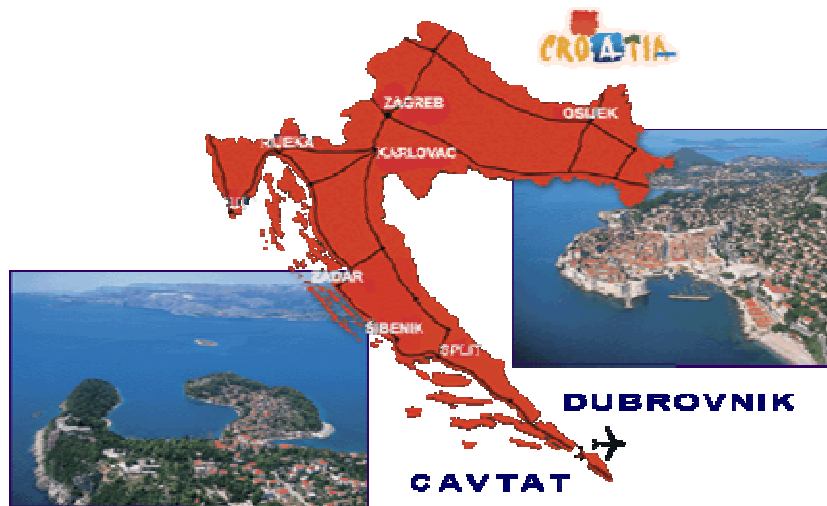 CROATIA
ZAGREB
OSIJEK
RIJEKA
KARLOVAC
ZADAR
ŠIBENIK
SPLIT
DUBROVNIK
CAVTAT